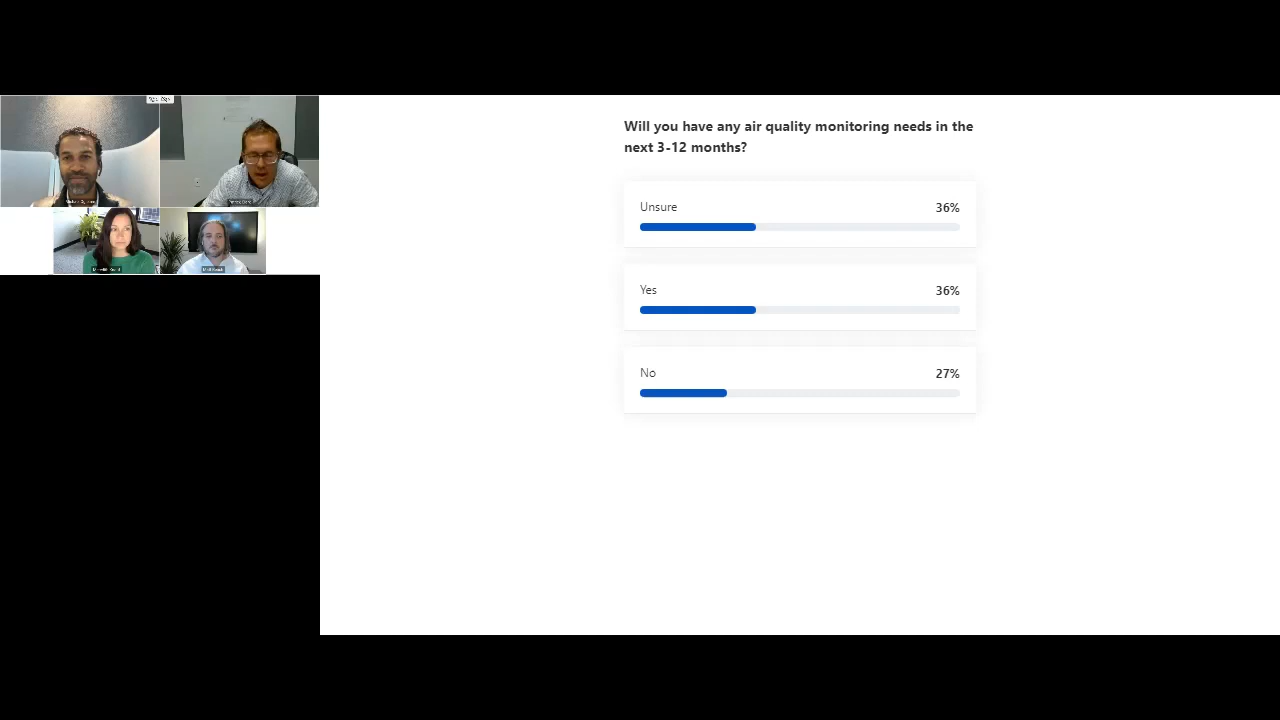 Will you have any air quality monitoring needs in the
next 3-12 months?
Unsure 36%
Yes 36%
No 27%